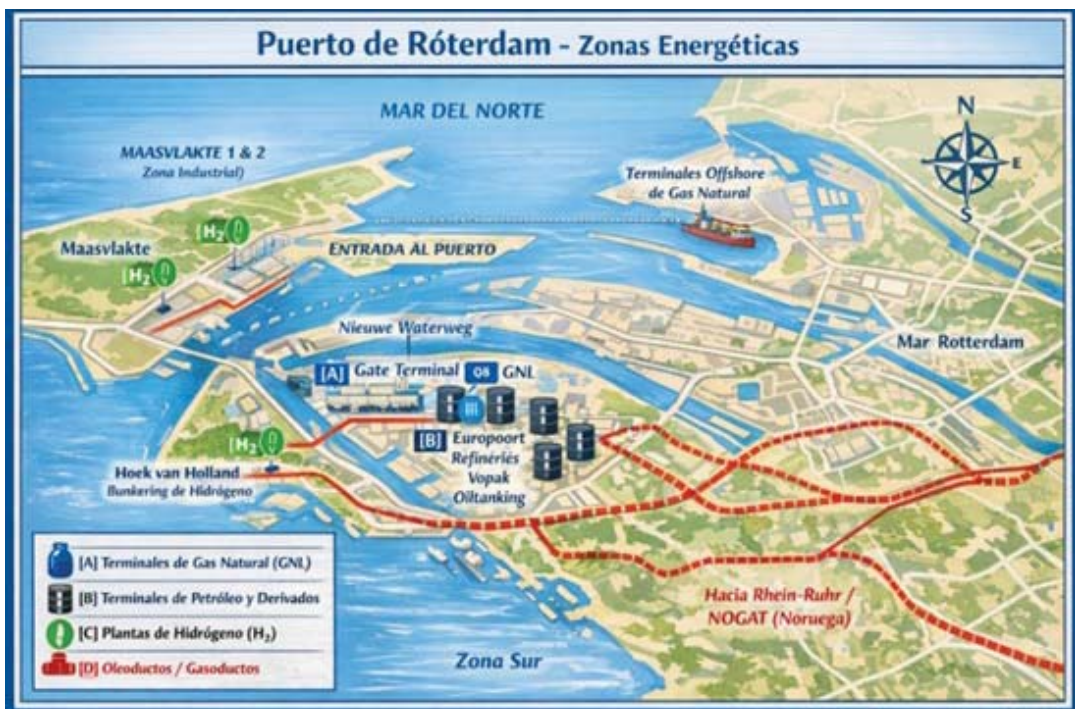 Puerto de Róterdam - Zonas Energéticas
MAR DEL NORTE
MAASVLAKTE 1 & 2
Zona Industrial)
Terminales Offshore
de Gas Natural
N
E
S
[H₂
Maasvlakte
[H₂
ENTRADA AL PUERTO
Nieuwe Waterweg
Mar Rotterdam
[A] Gate Terminal
GNL
[B] Europoort
Refineriés
Vopak
Oiltanking
[H₂
Hoek van Holland
Bunkering de Hidrógeno
[A] Terminales de Gas Natural (GNL)
[B] Terminales de Petróleo y Derivados
[C] Plantas de Hidrógeno (H₂)
[D] Oleoductos / Gasoductos
Hacia Rhein-Ruhr /
NOGAT (Noruega)
Zona Sur